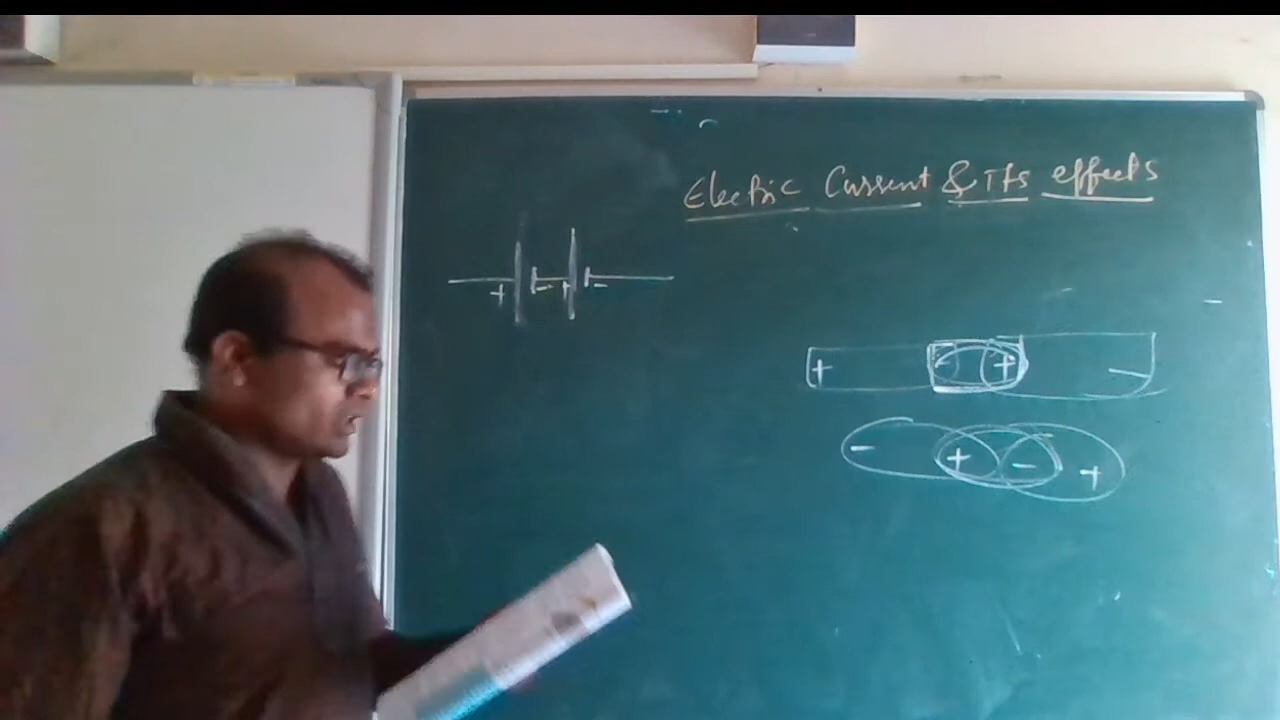 Electric Current & Its effects
+ - + -
+ - + -
- + - +